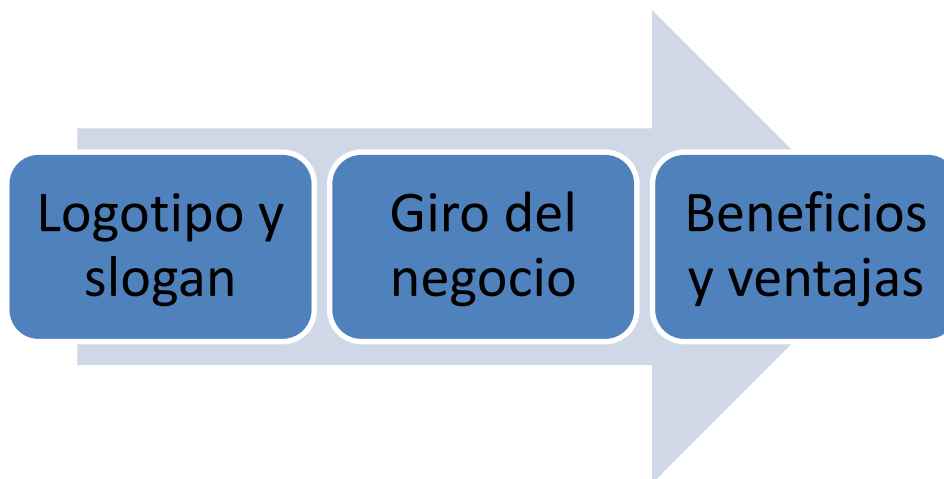 Logotipo y
slogan
Giro del
negocio
Beneficios
y ventajas